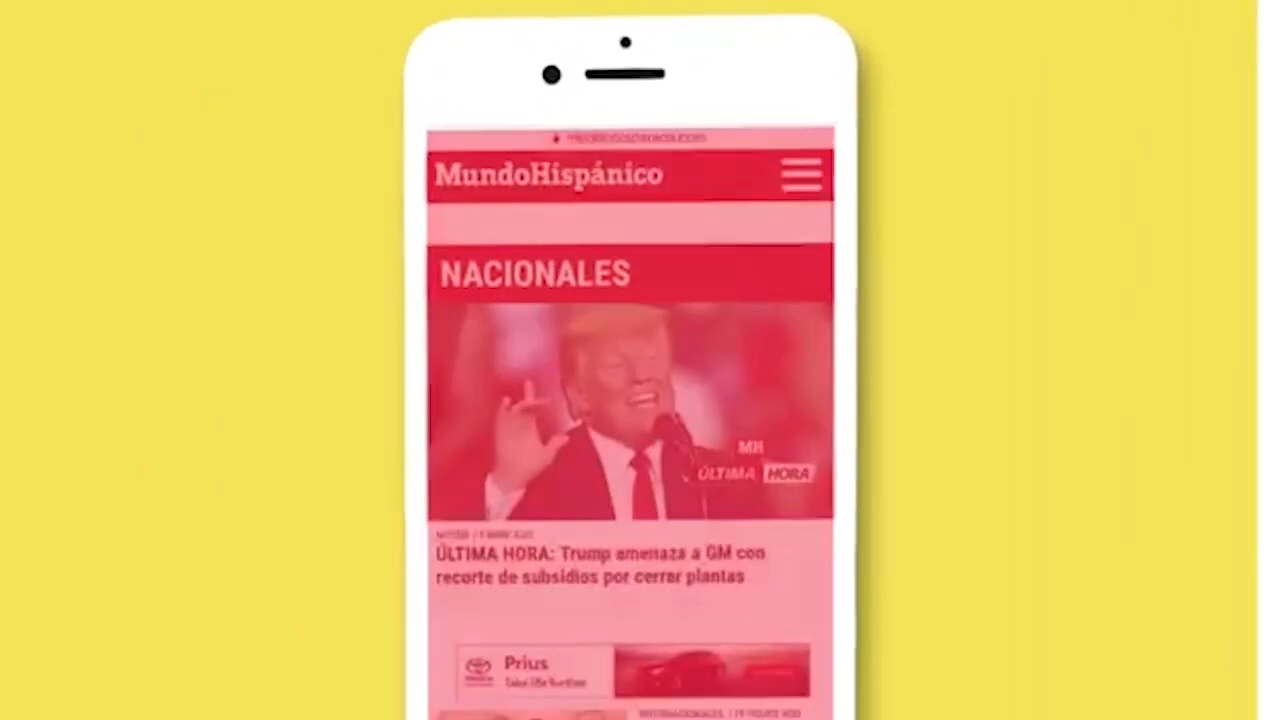 MundoHispánico
NACIONALES
MH
ÚLTIMA HORA
ÚLTIMA HORA: Trump amenaza a GM con
recorte de subsidios por cerrar plantas
Prius